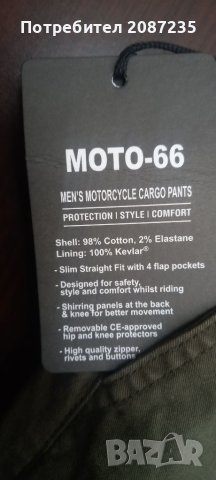 Потребител 2087235
MOTO-66
MEN'S MOTORCYCLE CARGO PANTS
PROTECTION | STYLE | COMFORT
Shell: 98% Cotton, 2% Elastane
Lining: 100% Kevlar®
- Slim Straight Fit with 4 flap pockets
- Designed for safety,
style and comfort whilst riding
- Shirring panels at the back
& knee for better movement
- Removable CE-approved
hip and knee protectors
- High quality zipper,
rivets and buttons
BAZAR